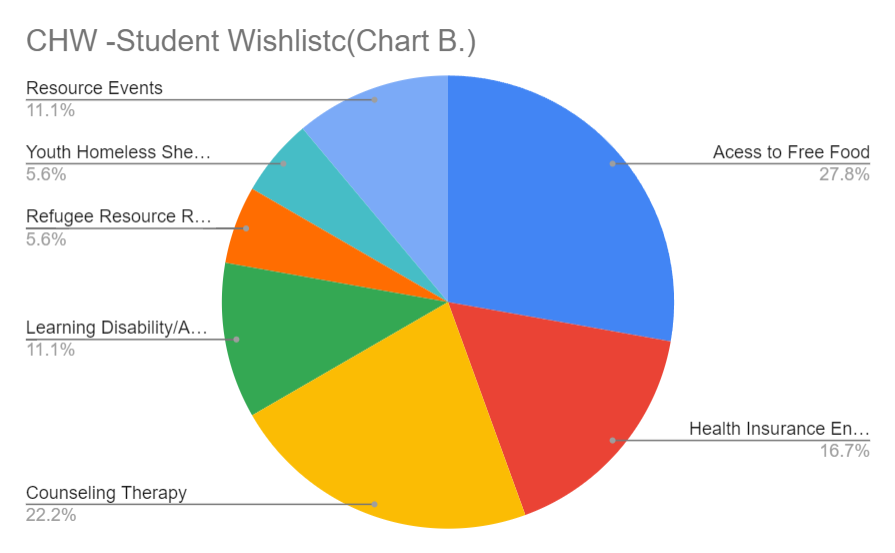 CHW -Student Wishlistc(Chart B.)
Resource Events
11.1%
Youth Homeless She…
5.6%
Refugee Resource R…
5.6%
Learning Disability/A…
11.1%
Counseling Therapy
22.2%
Acess to Free Food
27.8%
Health Insurance En…
16.7%